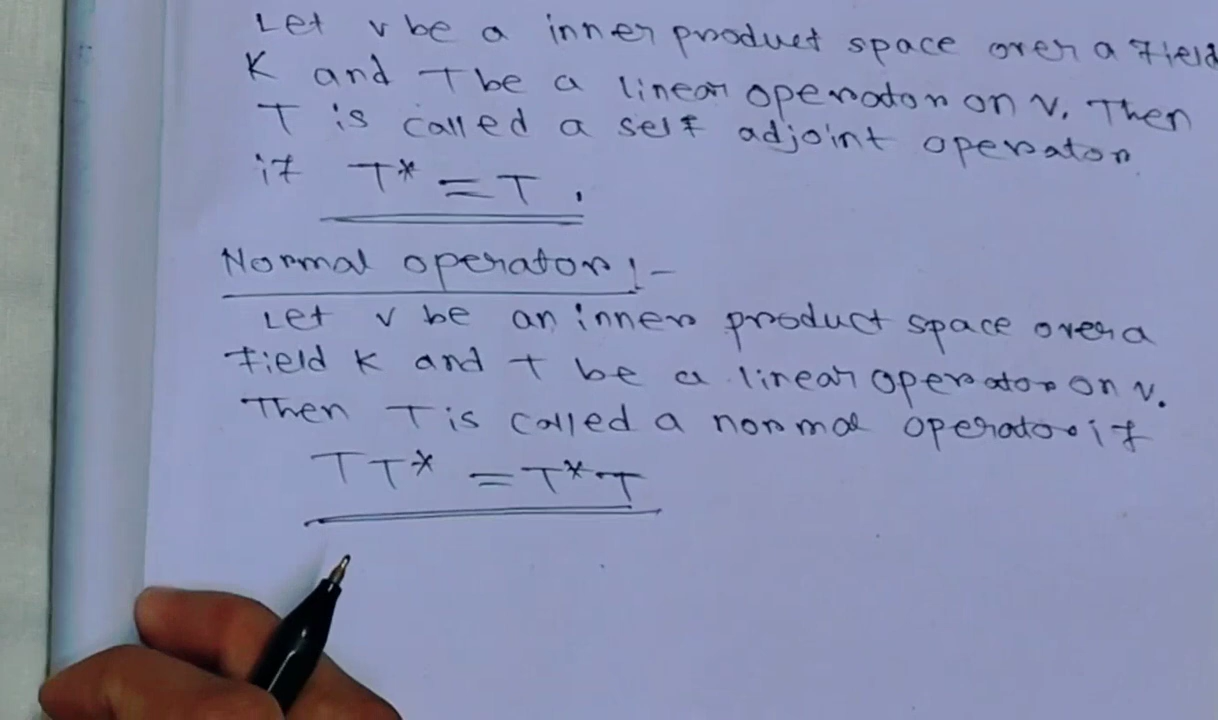 Let v be a inner product space over a Field
K and T be a linear operator on v. Then
T is called a self adjoint operator
if T* = T .
Normal operator :-
Let v be an inner product space over a
Field K and T be a linear operator on v.
Then T is called a normal operator if
TT* = T*T